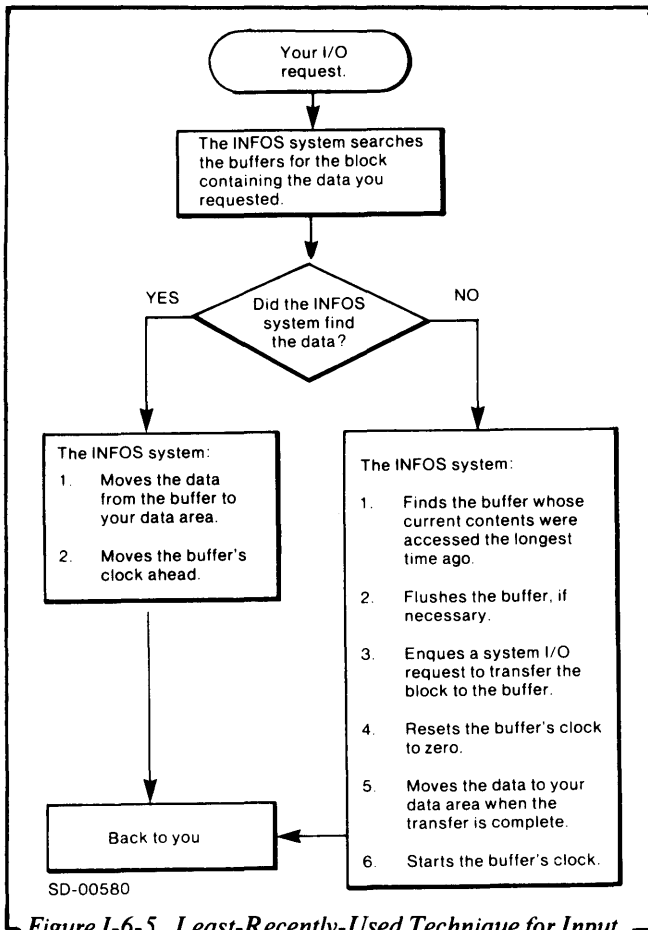 Your I/O
request.
The INFOS system searches
the buffers for the block
containing the data you
requested.
YES
NO
Did the INFOS
system find
the data?
The INFOS system:
1. Moves the data
from the buffer to
your data area.
2. Moves the buffer's
clock ahead.
The INFOS system:
1. Finds the buffer whose
current contents were
accessed the longest
time ago.
2. Flushes the buffer, if
necessary.
3. Enques a system I/O
request to transfer the
block to the buffer.
4. Resets the buffer's clock
to zero.
5. Moves the data to your
data area when the
transfer is complete.
6. Starts the buffer's clock.
Back to you
SD-00580
Figure I-6-5. Least-Recently-Used Technique for Input